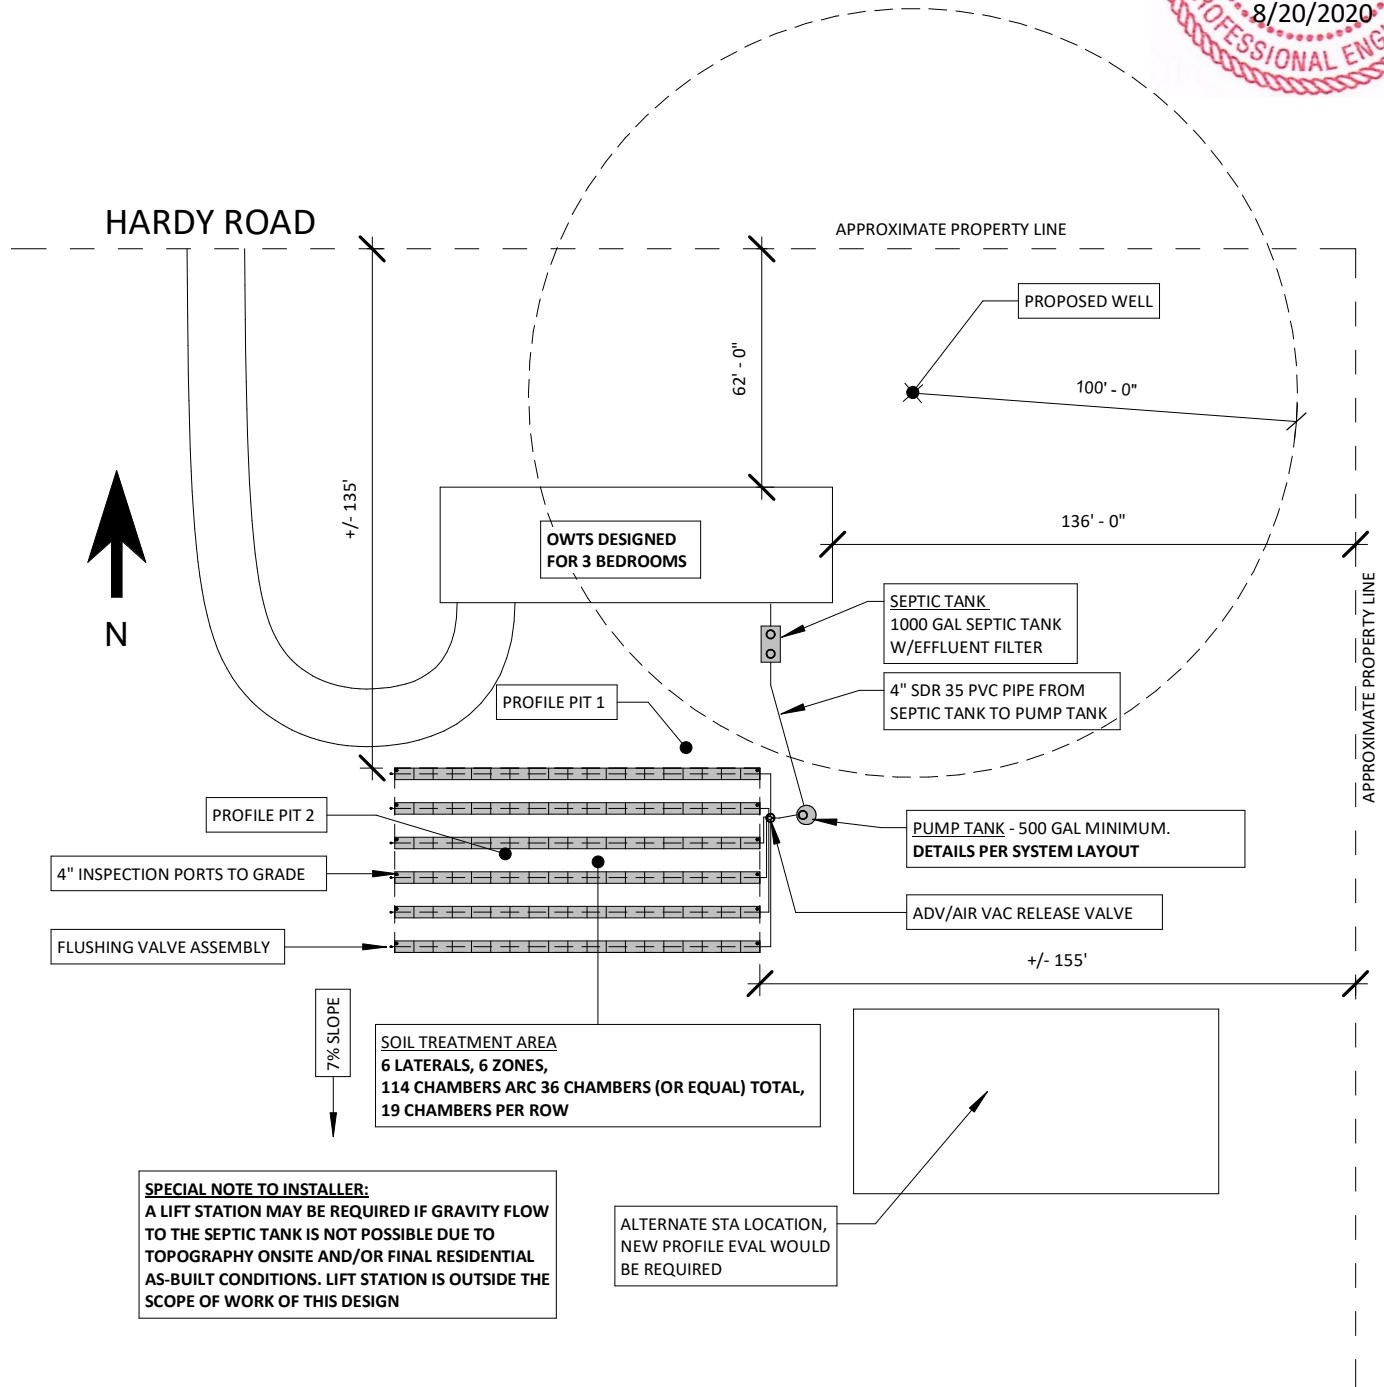 8/20/2020
PROFESSIONAL ENG
HARDY ROAD
APPROXIMATE PROPERTY LINE
PROPOSED WELL
62' - 0"
100' - 0"
+/- 135'
136' - 0"
OWTS DESIGNED
FOR 3 BEDROOMS
N
SEPTIC TANK
1000 GAL SEPTIC TANK
W/EFFLUENT FILTER
APPROXIMATE PROPERTY LINE
4" SDR 35 PVC PIPE FROM
SEPTIC TANK TO PUMP TANK
PROFILE PIT 1
PROFILE PIT 2
PUMP TANK - 500 GAL MINIMUM.
DETAILS PER SYSTEM LAYOUT
4" INSPECTION PORTS TO GRADE
ADV/AIR VAC RELEASE VALVE
FLUSHING VALVE ASSEMBLY
+/- 155'
7% SLOPE
SOIL TREATMENT AREA
6 LATERALS, 6 ZONES,
114 CHAMBERS ARC 36 CHAMBERS (OR EQUAL) TOTAL,
19 CHAMBERS PER ROW
SPECIAL NOTE TO INSTALLER:
A LIFT STATION MAY BE REQUIRED IF GRAVITY FLOW
TO THE SEPTIC TANK IS NOT POSSIBLE DUE TO
TOPOGRAPHY ONSITE AND/OR FINAL RESIDENTIAL
AS-BUILT CONDITIONS. LIFT STATION IS OUTSIDE THE
SCOPE OF WORK OF THIS DESIGN
ALTERNATE STA LOCATION,
NEW PROFILE EVAL WOULD
BE REQUIRED